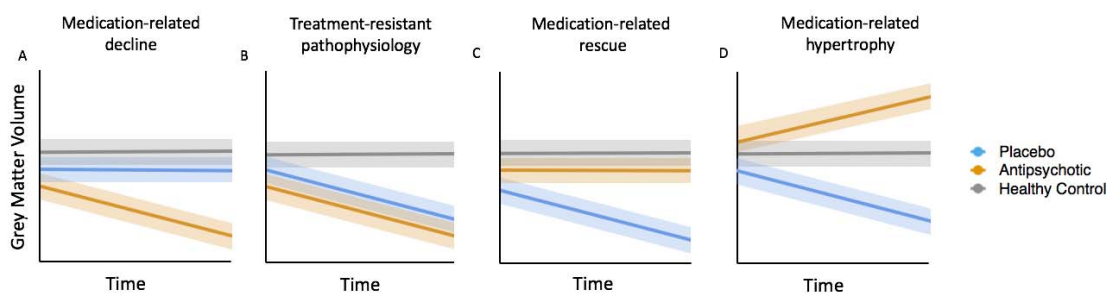 Medication-related
decline
Treatment-resistant
pathophysiology
Medication-related
rescue
Medication-related
hypertrophy
A
B
C
D
Grey Matter Volume
Placebo
Antipsychotic
Healthy Control
Time
Time
Time
Time